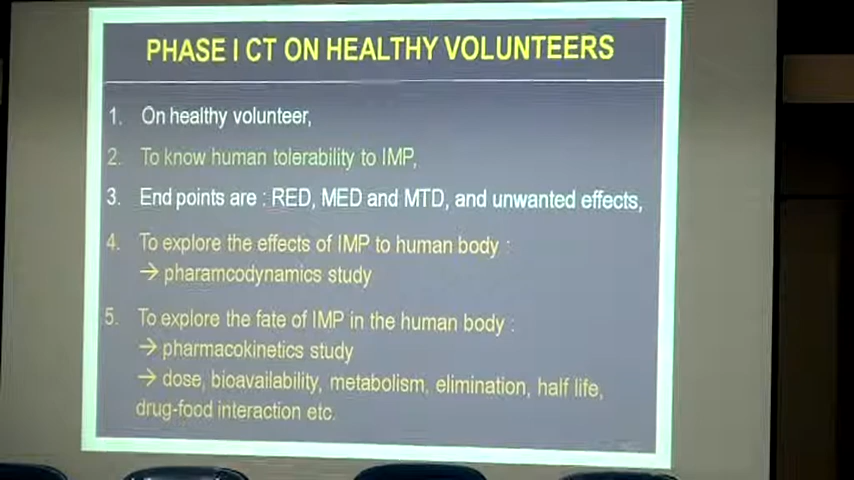 PHASE I CT ON HEALTHY VOLUNTEERS
1. On healthy volunteer,
2. To know human tolerability to IMP,
3. End points are : RED, MED and MTD, and unwanted effects,
4. To explore the effects of IMP to human body :
→ pharamcodynamics study
5. To explore the fate of IMP in the human body :
→ pharmacokinetics study
→ dose, bioavailability, metabolism, elimination, half life,
drug-food interaction etc.